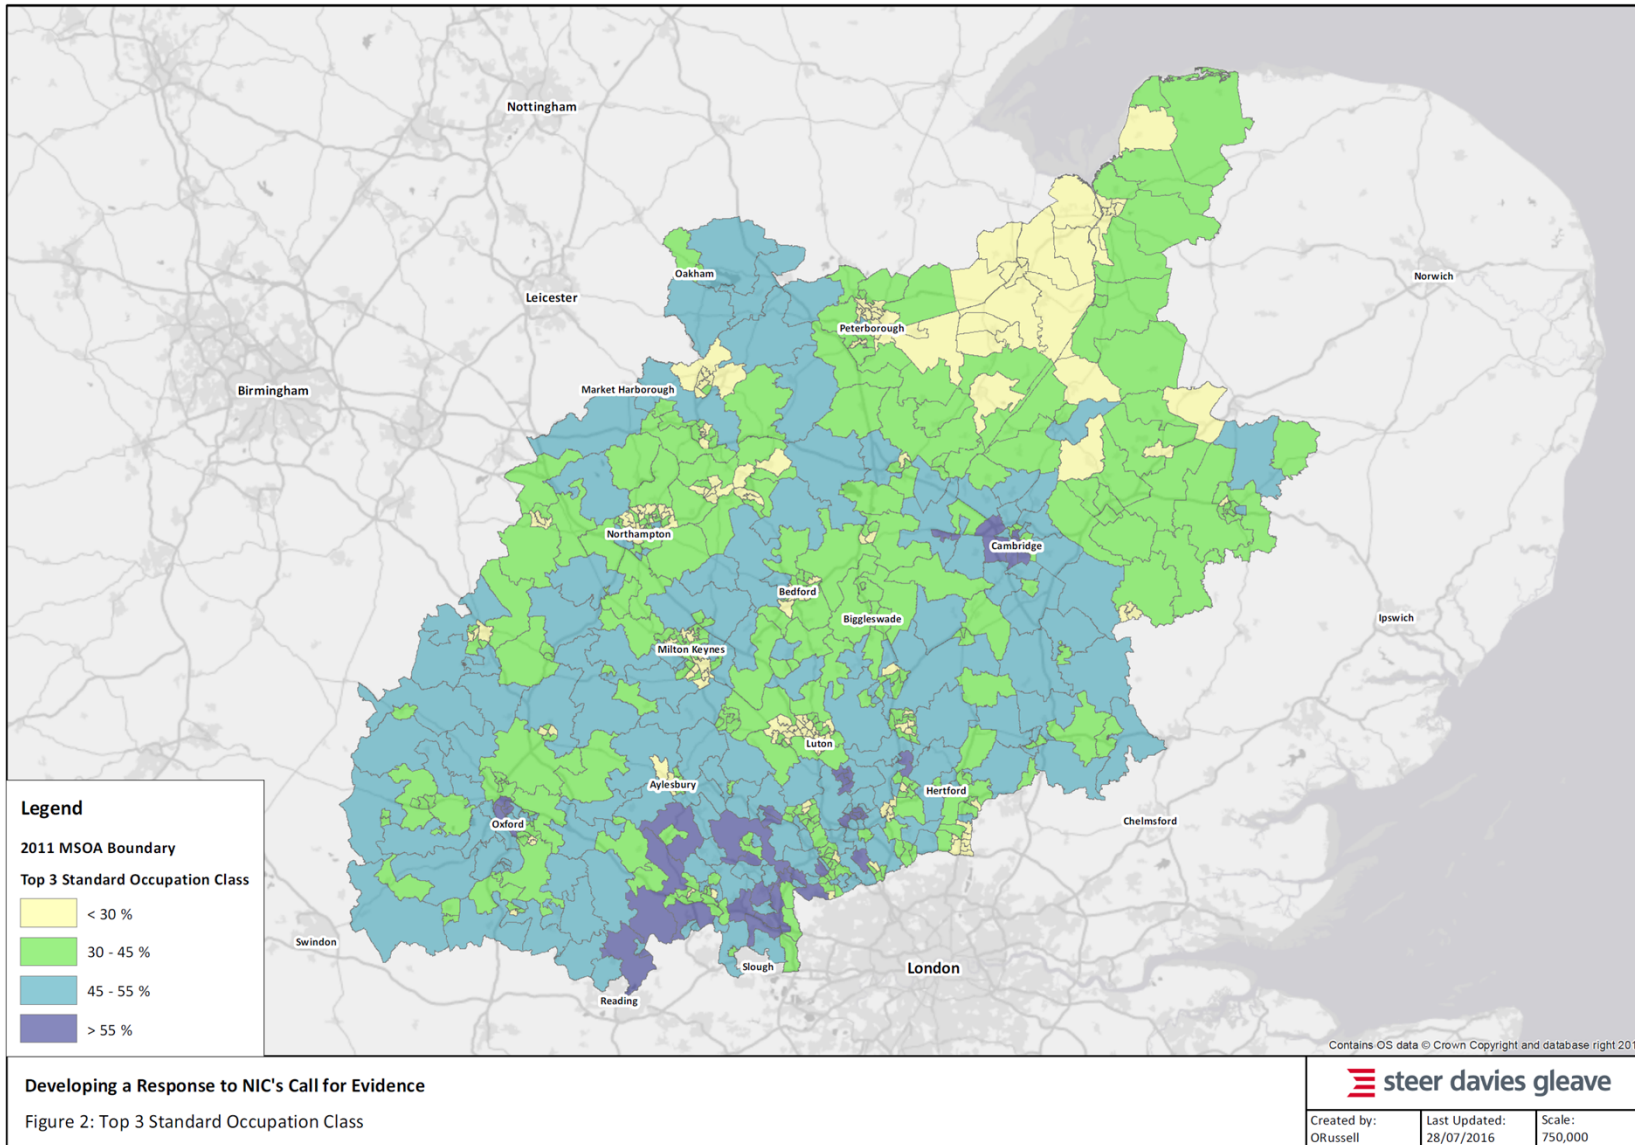 Nottingham
Norwich
Oakham
Leicester
Peterborough
Birmingham
Market Harborough
Northampton
Cambridge
Bedford
Biggleswade
Ipswich
Milton Keynes
Luton
Aylesbury
Hertford
Oxford
Chelmsford
Swindon
Slough
London
Reading
Legend
2011 MSOA Boundary
Top 3 Standard Occupation Class
< 30 %
30 - 45 %
45 - 55 %
> 55 %
Contains OS data © Crown Copyright and database right 201
Developing a Response to NIC's Call for Evidence
Figure 2: Top 3 Standard Occupation Class
steer davies gleave
Created by:
ORussell
Last Updated:
28/07/2016
Scale:
750,000